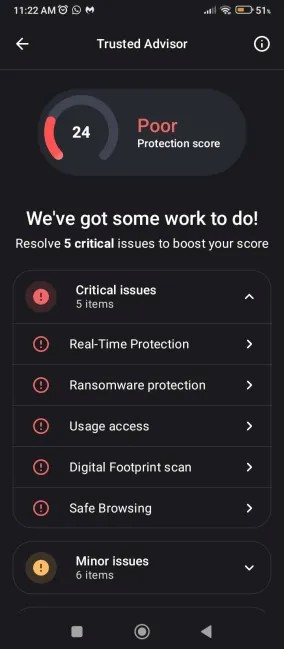 11:22 AM
51%
Trusted Advisor
24
Poor
Protection score
We've got some work to do!
Resolve 5 critical issues to boost your score
Critical issues
5 items
Real-Time Protection
Ransomware protection
Usage access
Digital Footprint scan
Safe Browsing
Minor issues
6 items